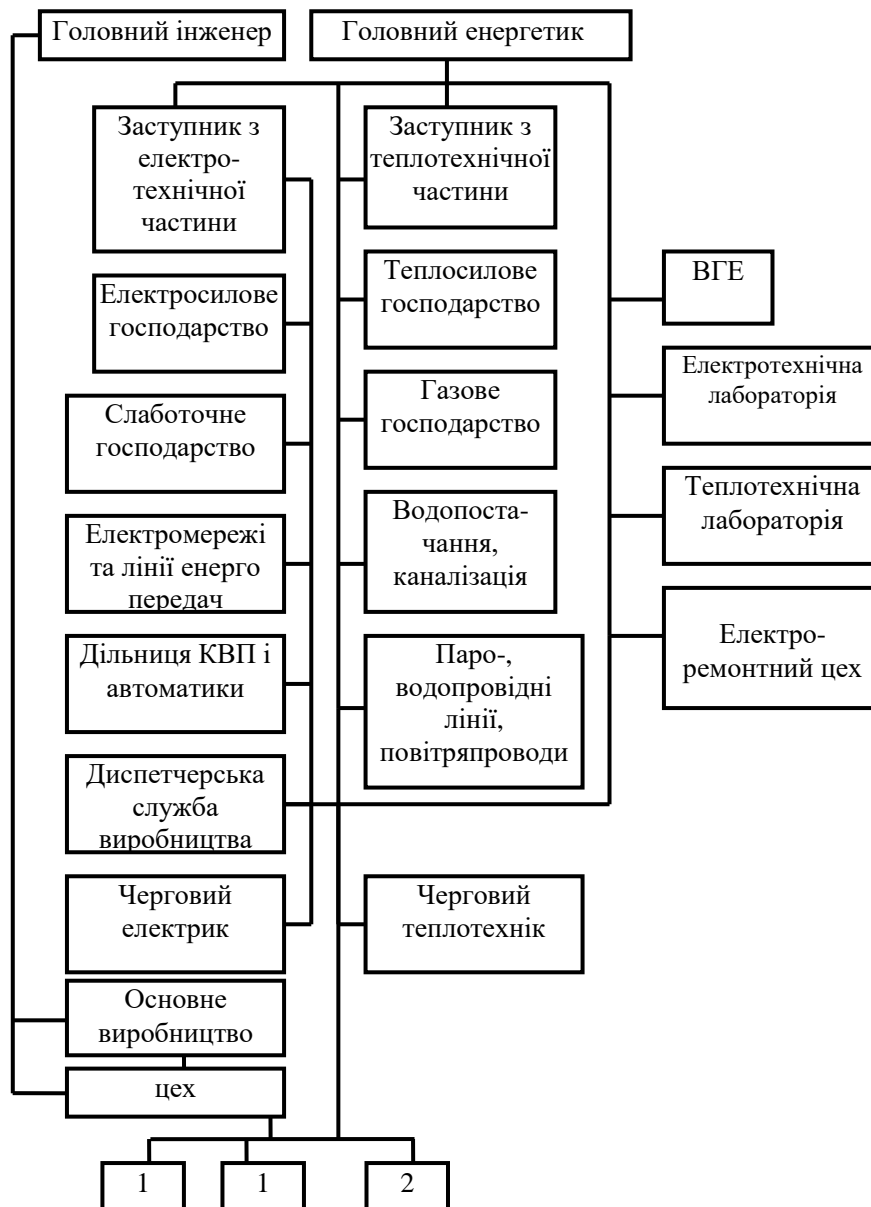 Головний інженер
Головний енергетик
Заступник з
електро-
технічної
частини
Заступник з
теплотехнічної
частини
Електросилове
господарство
Теплосилове
господарство
ВГЕ
Слаботочне
господарство
Газове
господарство
Електротехнічна
лабораторія
Електромережі
та лінії енерго
передач
Водопоста-
чання,
каналізація
Теплотехнічна
лабораторія
Дільниця КВП і
автоматики
Паро-,
водопровідні
лінії,
повітряпроводи
Електро-
ремонтний цех
Диспетчерська
служба
виробництва
Черговий
електрик
Черговий
теплотехнік
Основне
виробництво
цех
1
1
2